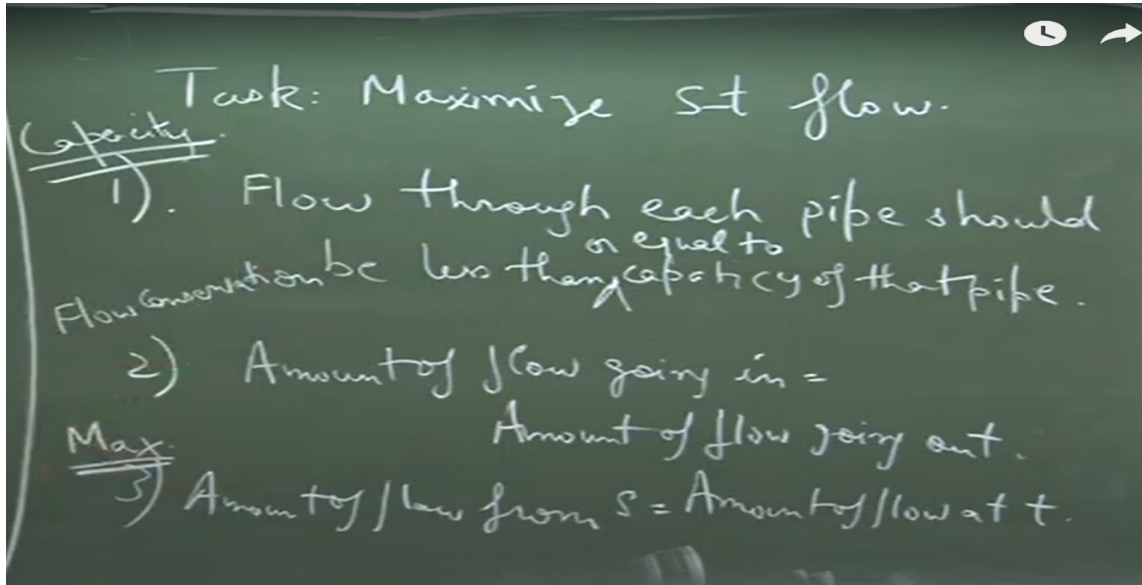 Task: Maximize s-t flow.
Capacity.
1). Flow through each pipe should
or equal to
be less than capaticy of that pipe.
Flow Conservation
2) Amount of flow going in =
Amount of flow going out.
Max.
3) Amount of flow from s = Amount of flow at t.